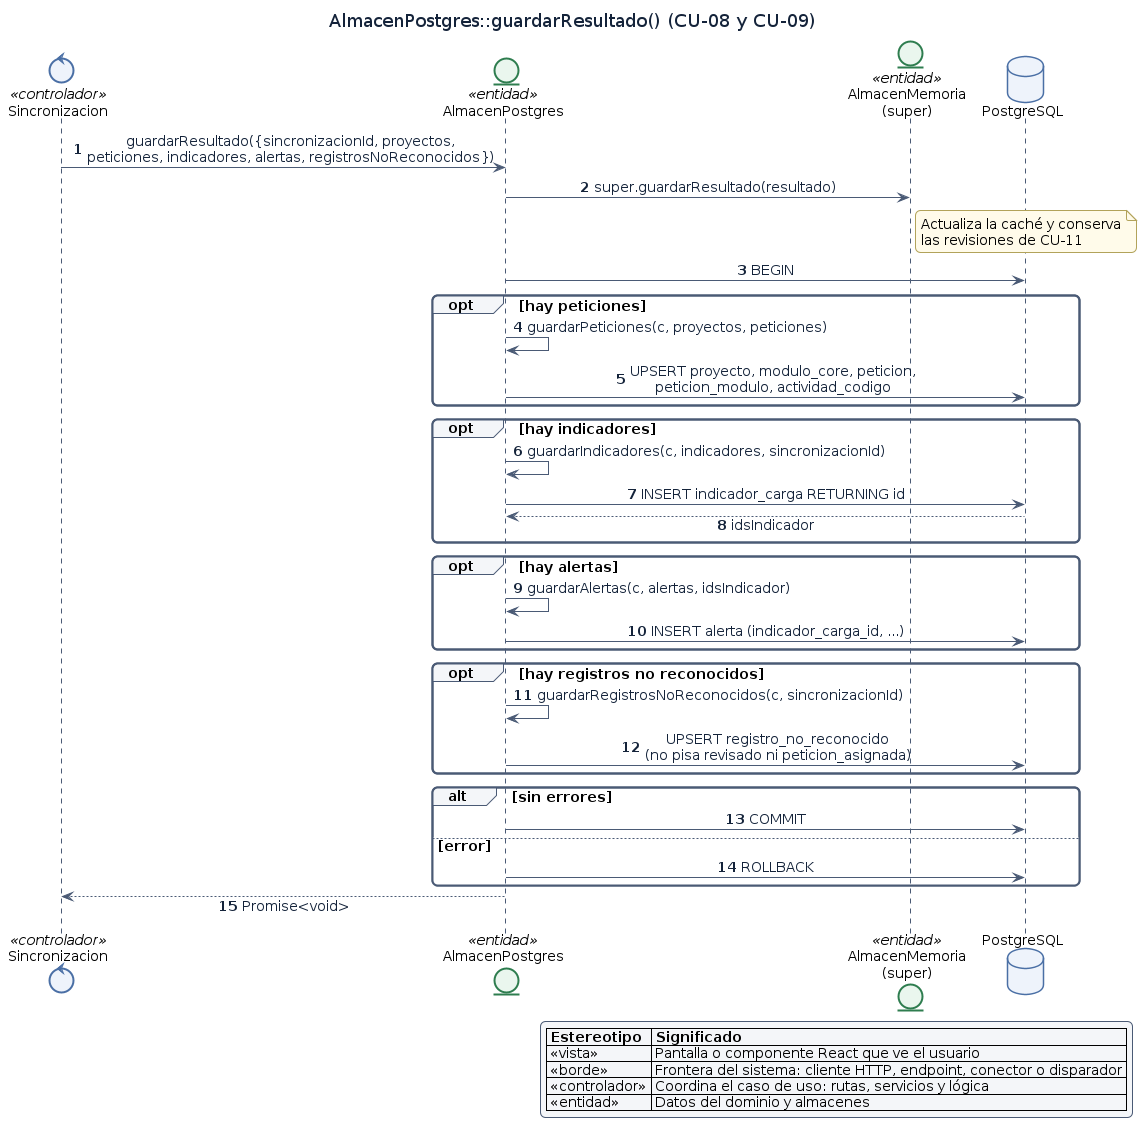 AlmacenPostgres::guardarResultado() (CU-08 y CU-09)
«controlador»
Sincronizacion
«entidad»
AlmacenPostgres
«entidad»
AlmacenMemoria
(super)
PostgreSQL
1 guardarResultado({sincronizacionId, proyectos,
peticiones, indicadores, alertas, registrosNoReconocidos})
2 super.guardarResultado(resultado)
Actualiza la caché y conserva
las revisiones de CU-11
3 BEGIN
opt [hay peticiones]
4 guardarPeticiones(c, proyectos, peticiones)
5 UPSERT proyecto, modulo_core, peticion,
peticion_modulo, actividad_codigo
opt [hay indicadores]
6 guardarIndicadores(c, indicadores, sincronizacionId)
7 INSERT indicador_carga RETURNING id
8 idsIndicador
opt [hay alertas]
9 guardarAlertas(c, alertas, idsIndicador)
10 INSERT alerta (indicador_carga_id, ...)
opt [hay registros no reconocidos]
11 guardarRegistrosNoReconocidos(c, sincronizacionId)
12 UPSERT registro_no_reconocido
(no pisa revisado ni peticion_asignada)
alt [sin errores]
13 COMMIT
[error]
14 ROLLBACK
15 Promise<void>
«controlador»
Sincronizacion
«entidad»
AlmacenPostgres
«entidad»
AlmacenMemoria
(super)
PostgreSQL
Estereotipo Significado
«vista» Pantalla o componente React que ve el usuario
«borde» Frontera del sistema: cliente HTTP, endpoint, conector o disparador
«controlador» Coordina el caso de uso: rutas, servicios y lógica
«entidad» Datos del dominio y almacenes